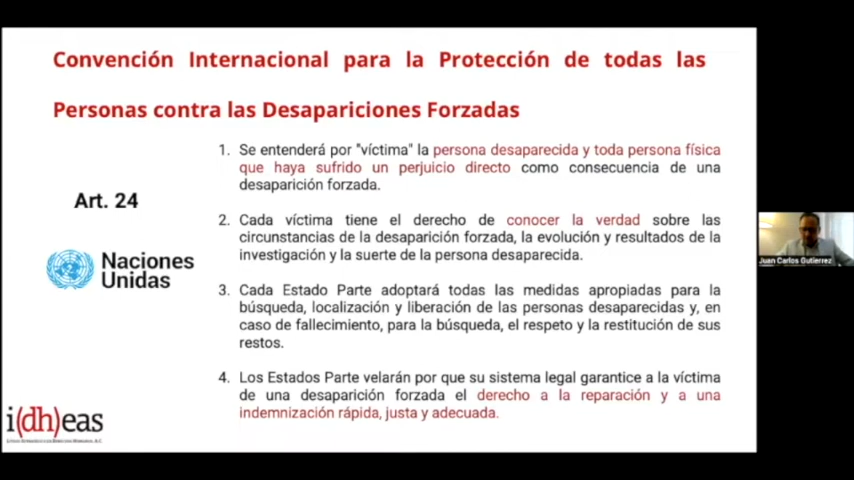 Convención Internacional para la Protección de todas las
Personas contra las Desapariciones Forzadas
1. Se entenderá por "víctima" la persona desaparecida y toda persona física
que haya sufrido un perjuicio directo como consecuencia de una
desaparición forzada.
Art. 24
2. Cada víctima tiene el derecho de conocer la verdad sobre las
circunstancias de la desaparición forzada, la evolución y resultados de la
investigación y la suerte de la persona desaparecida.
Naciones
Unidas
3. Cada Estado Parte adoptará todas las medidas apropiadas para la
búsqueda, localización y liberación de las personas desaparecidas y, en
caso de fallecimiento, para la búsqueda, el respeto y la restitución de sus
restos.
4. Los Estados Parte velarán por que su sistema legal garantice a la víctima
de una desaparición forzada el derecho a la reparación y a una
indemnización rápida, justa y adecuada.
i(dh)eas
Juan Carlos Gutierrez